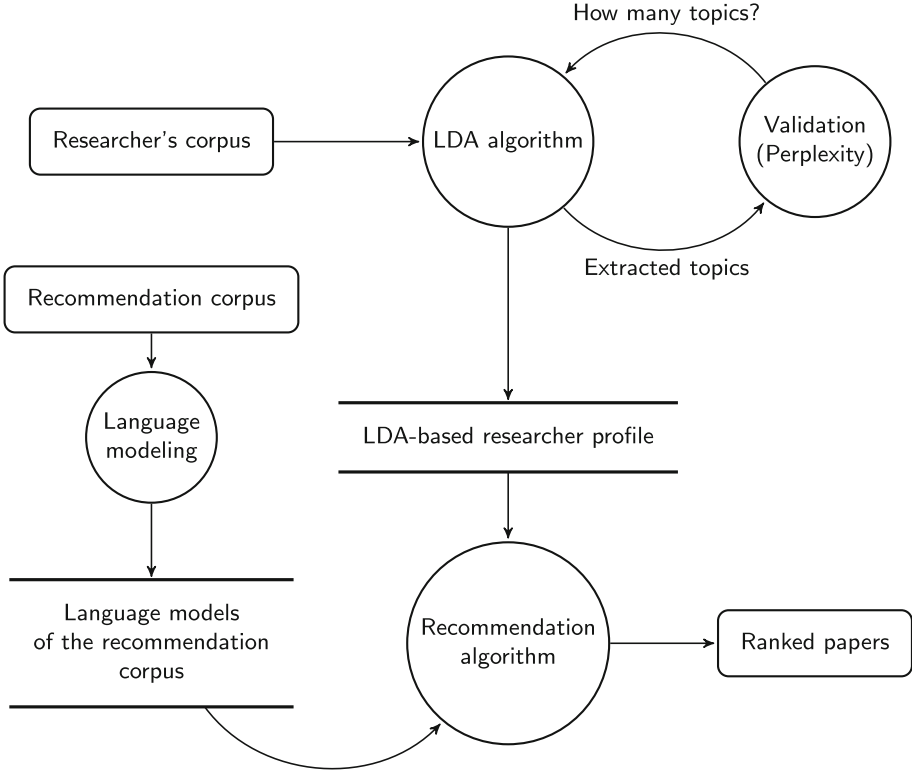 How many topics?
Researcher's corpus
LDA algorithm
Validation
(Perplexity)
Extracted topics
Recommendation corpus
Language
modeling
LDA-based researcher profile
Language models
of the recommendation
corpus
Recommendation
algorithm
Ranked papers